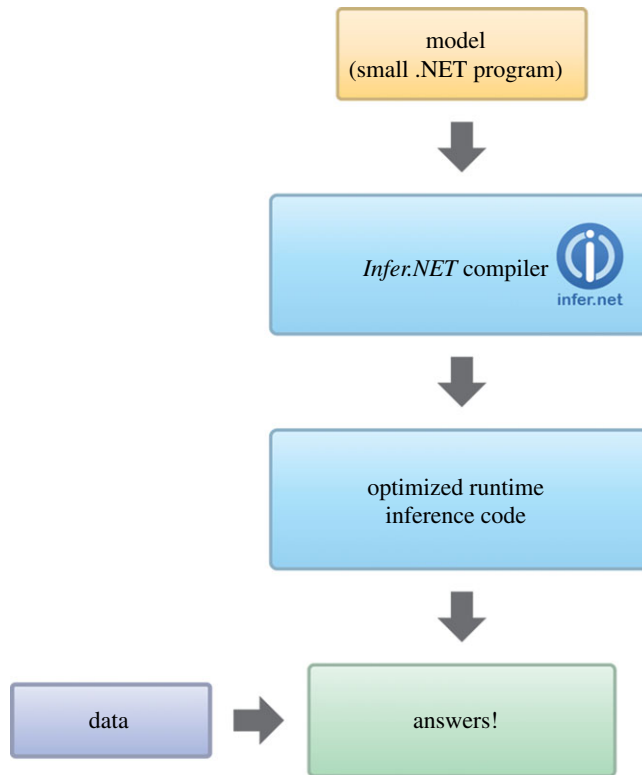 model
(small .NET program)
Infer.NET compiler
infer.net
optimized runtime
inference code
data
answers!